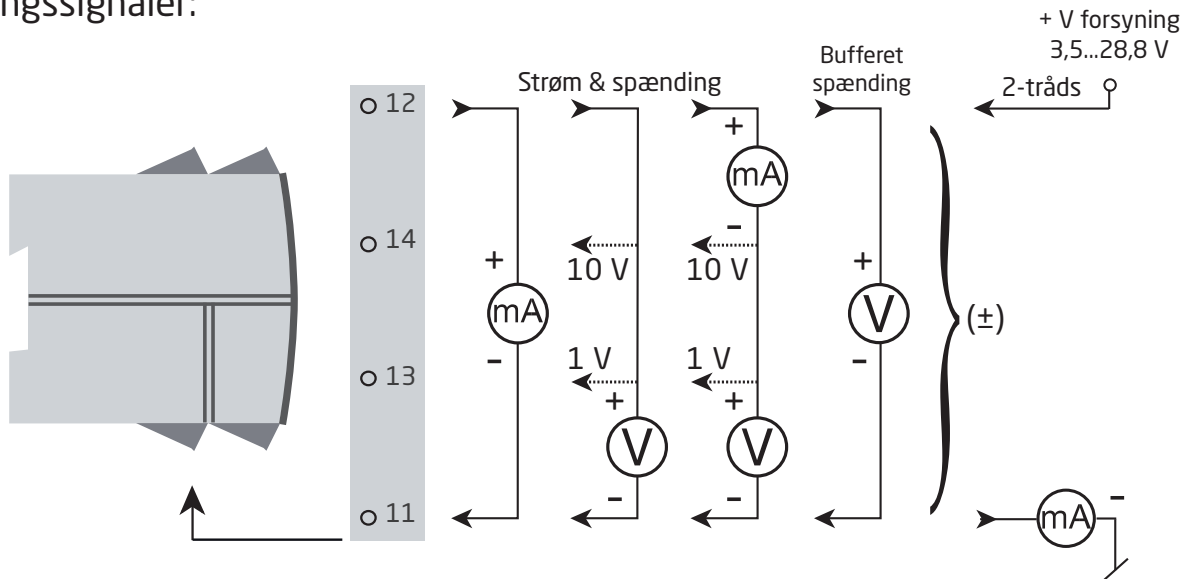 ngssignaler:
+ V forsyning
3,5...28,8 V
Bufferet
spænding
Strøm & spænding
2-tråds
12
+
mA
-
14
10 V
10 V
+
mA
-
+
V
-
(±)
1 V
1 V
13
+
V
-
+
V
-
11
mA
-